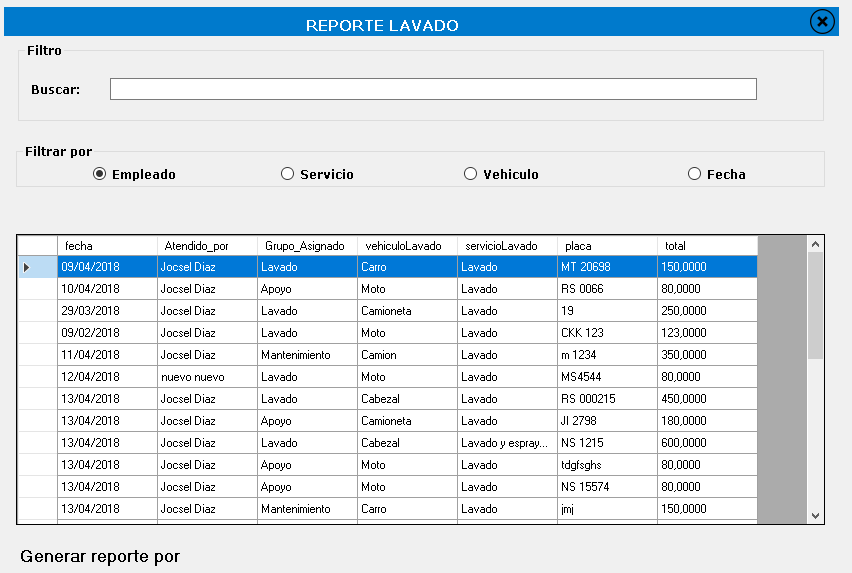 REPORTE LAVADO
Filtro
Buscar:
Filtrar por
Empleado Servicio Vehiculo Fecha
fecha Atendido_por Grupo_Asignado vehiculoLavado servicioLavado placa total
09/04/2018 Jocsel Diaz Lavado Carro Lavado MT 20698 150,0000
10/04/2018 Jocsel Diaz Apoyo Moto Lavado RS 0066 80,0000
29/03/2018 Jocsel Diaz Lavado Camioneta Lavado 19 250,0000
09/02/2018 Jocsel Diaz Lavado Moto Lavado CKK 123 123,0000
11/04/2018 Jocsel Diaz Mantenimiento Camion Lavado m 1234 350,0000
12/04/2018 nuevo nuevo Lavado Moto Lavado MS4544 80,0000
13/04/2018 Jocsel Diaz Lavado Cabezal Lavado RS 000215 450,0000
13/04/2018 Jocsel Diaz Apoyo Camioneta Lavado JI 2798 180,0000
13/04/2018 Jocsel Diaz Lavado Cabezal Lavado y espray... NS 1215 600,0000
13/04/2018 Jocsel Diaz Apoyo Moto Lavado tdgfsghs 80,0000
13/04/2018 Jocsel Diaz Apoyo Moto Lavado NS 15574 80,0000
13/04/2018 Jocsel Diaz Mantenimiento Carro Lavado jmj 150,0000
Generar reporte por